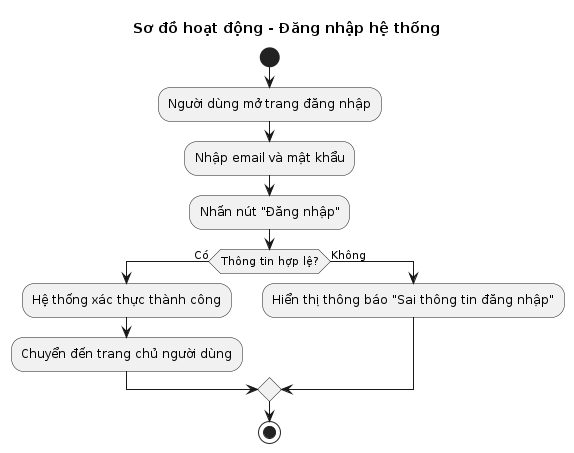 Sơ đồ hoạt động - Đăng nhập hệ thống
Người dùng mở trang đăng nhập
Nhập email và mật khẩu
Nhấn nút "Đăng nhập"
Thông tin hợp lệ?
Có
Không
Hệ thống xác thực thành công
Hiển thị thông báo "Sai thông tin đăng nhập"
Chuyển đến trang chủ người dùng